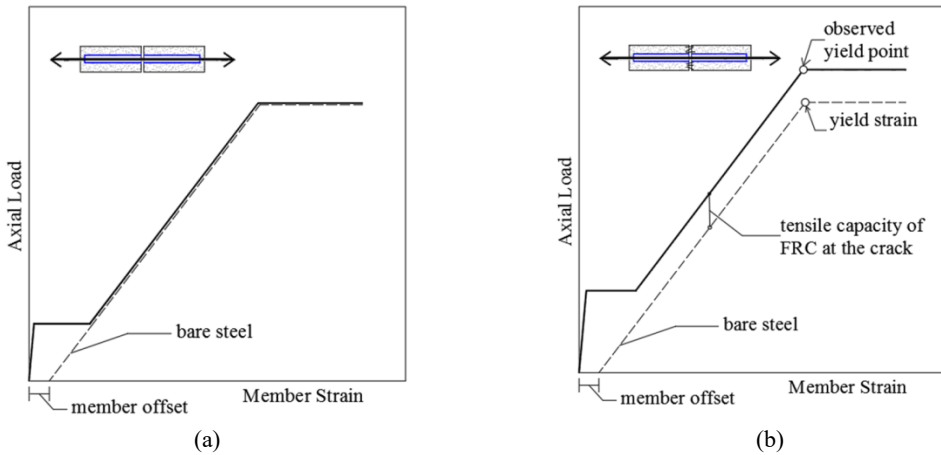 Axial Load
bare steel
Member Strain
member offset
(a)
observed
yield point
yield strain
Axial Load
tensile capacity of
FRC at the crack
bare steel
Member Strain
member offset
(b)